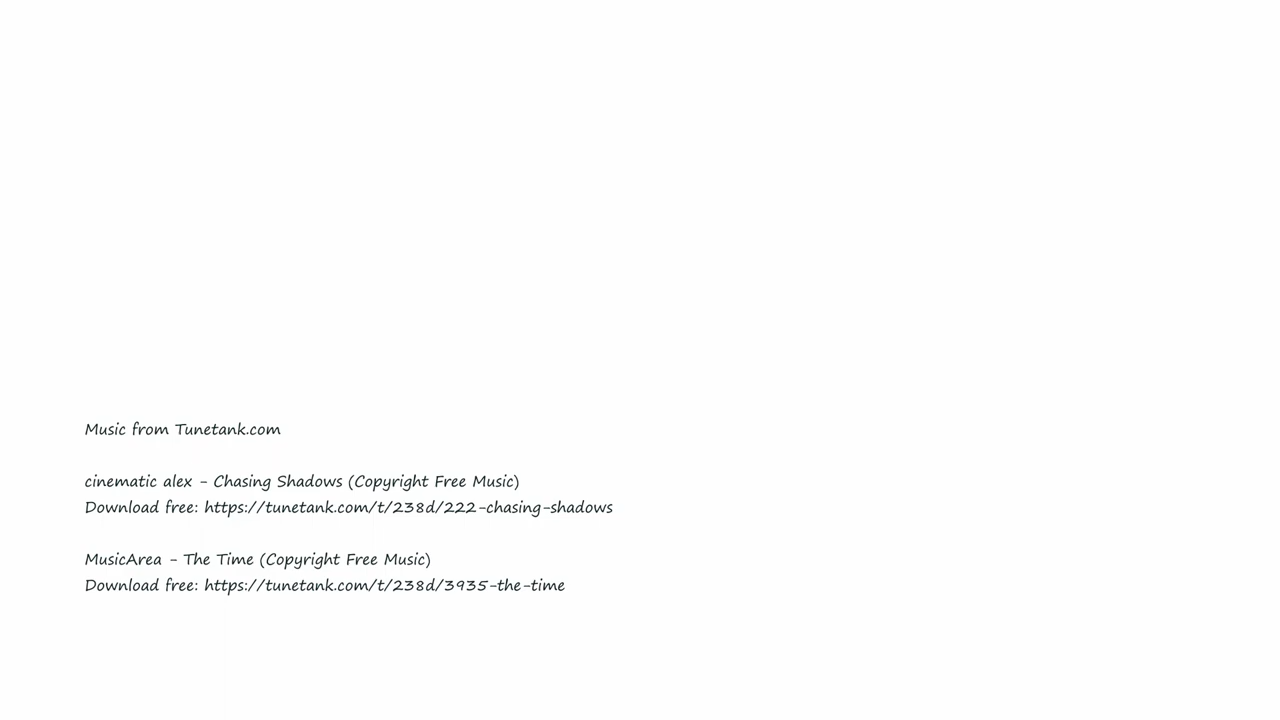 Music from Tunetank.com
cinematic alex - Chasing Shadows (Copyright Free Music)
Download free: https://tunetank.com/t/238d/222-chasing-shadows
MusicArea - The Time (Copyright Free Music)
Download free: https://tunetank.com/t/238d/3935-the-time